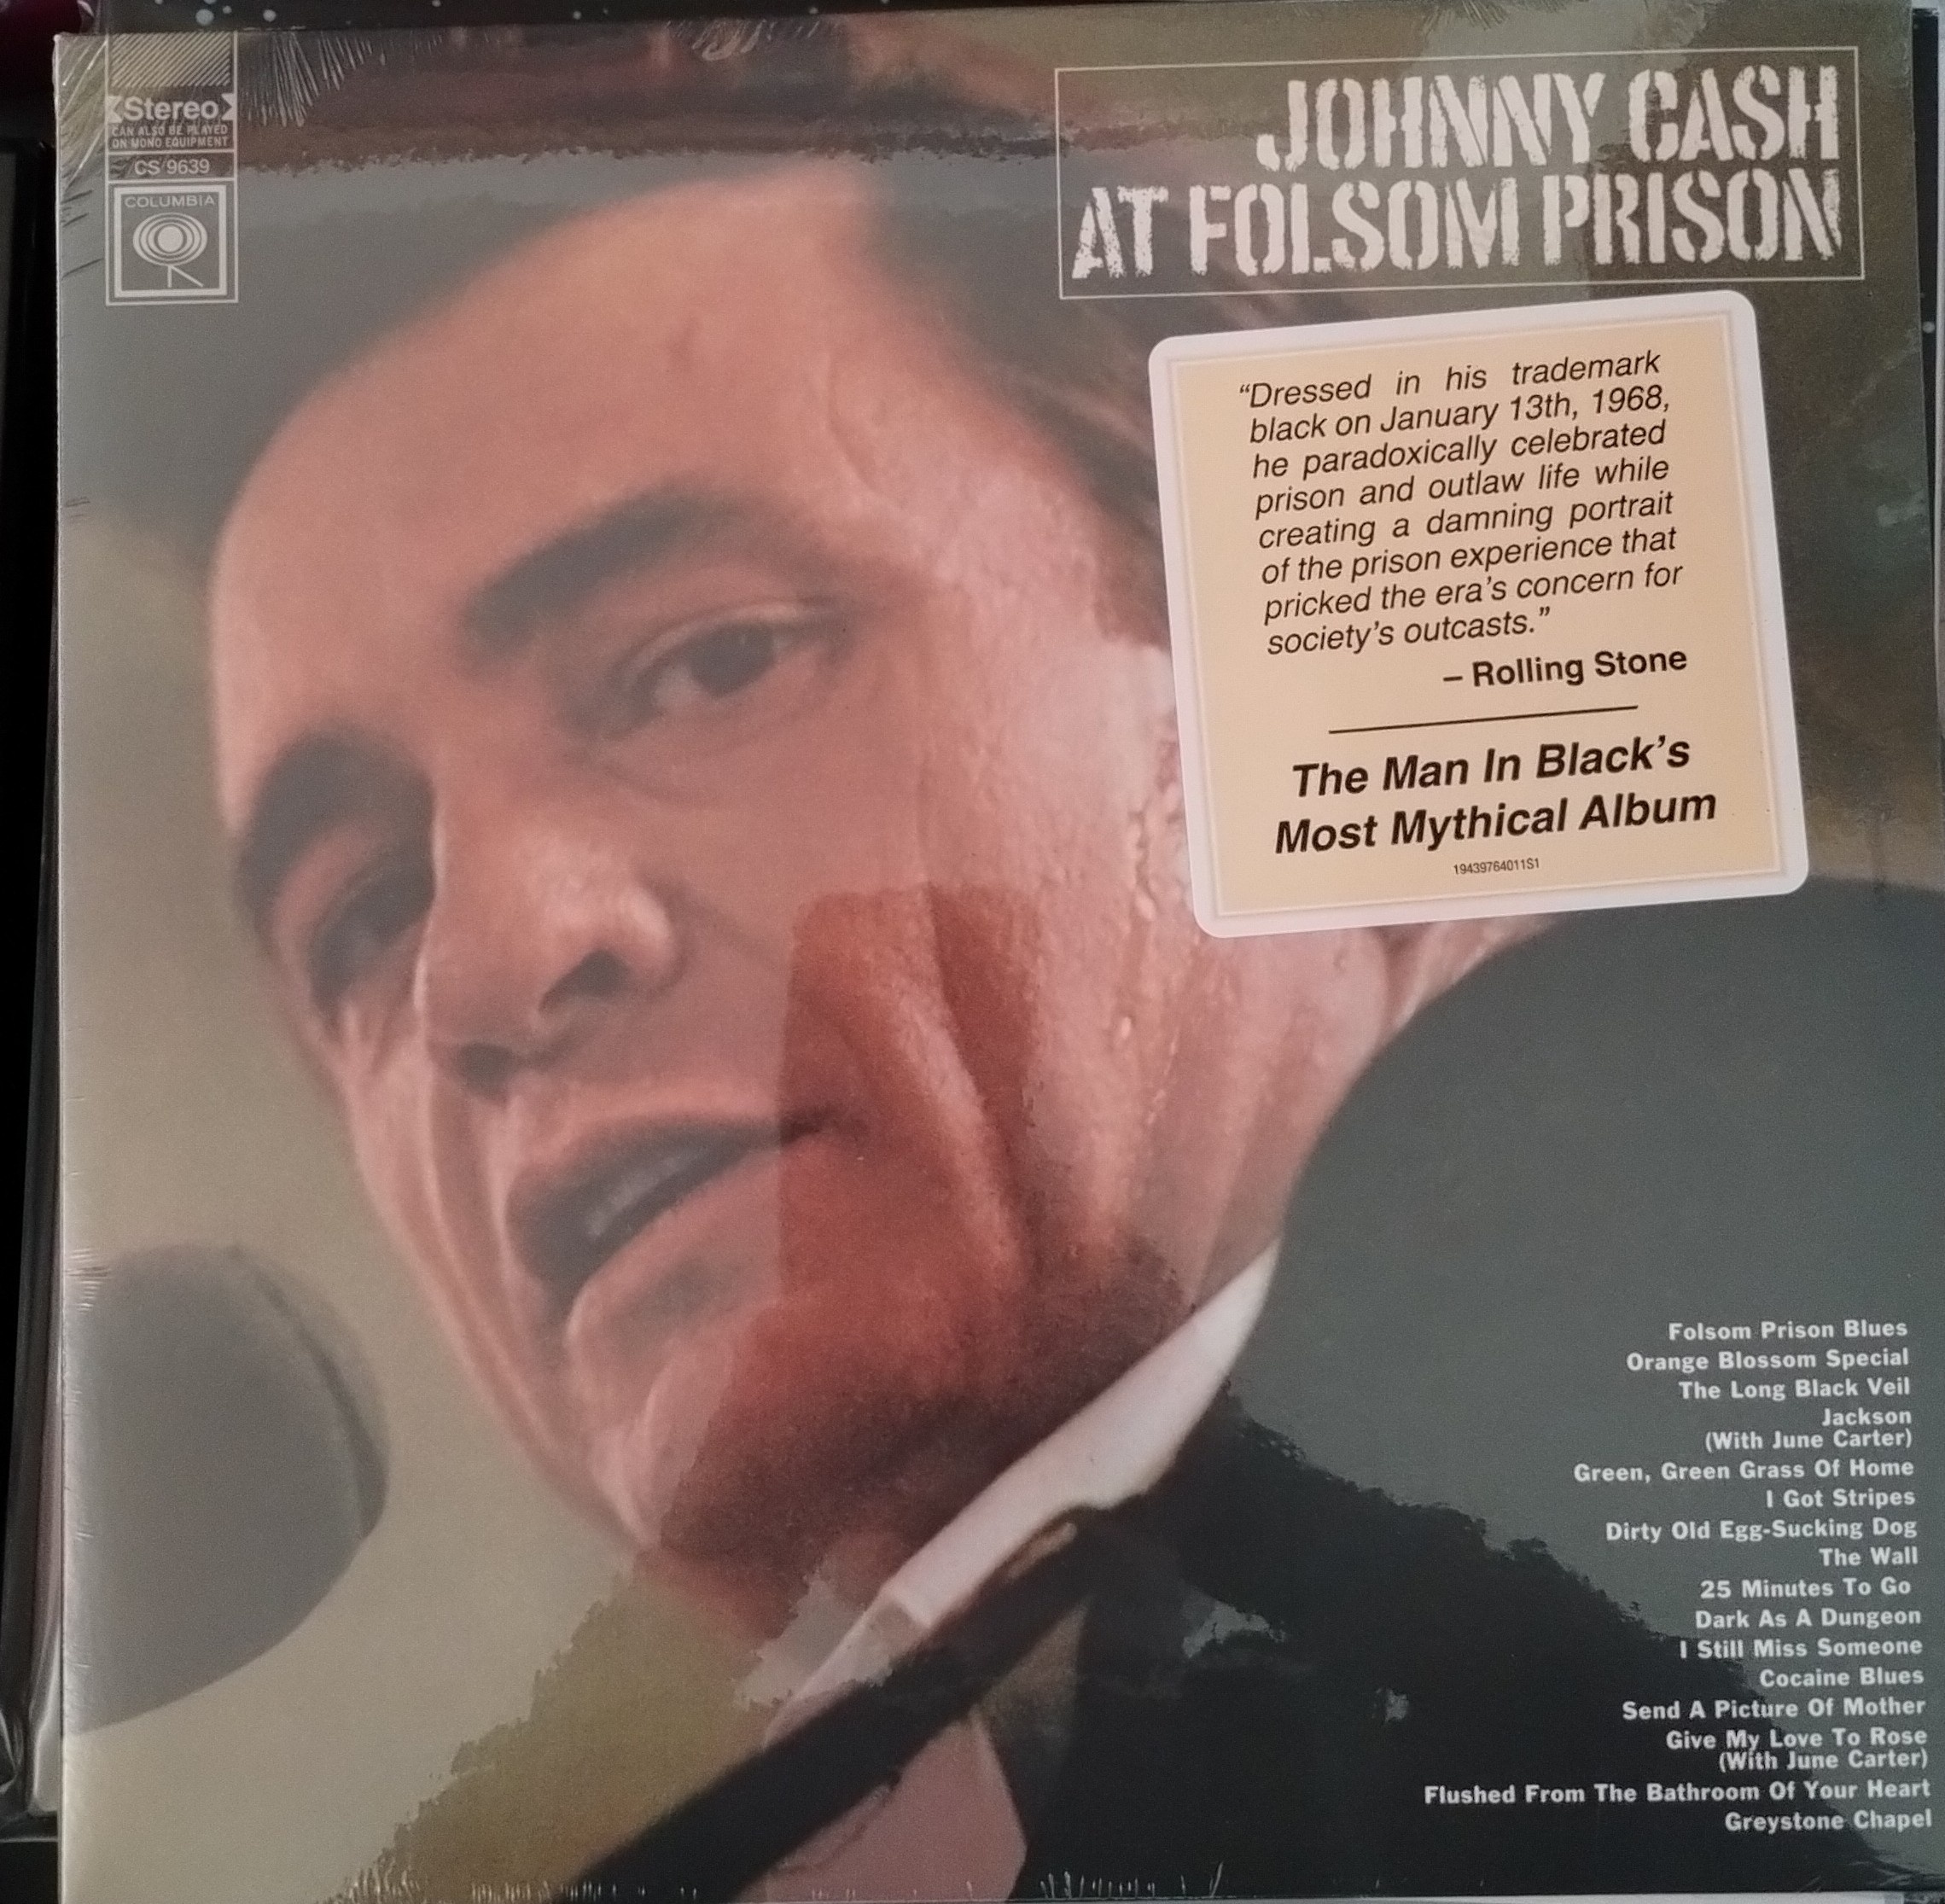 Stereo
CAN ALSO BE PLAYED
ON MONO EQUIPMENT
CS 9639
COLUMBIA
JOHNNY CASH
AT FOLSOM PRISON
“Dressed in his trademark
black on January 13th, 1968,
he paradoxically celebrated
prison and outlaw life while
creating a damning portrait
of the prison experience that
pricked the era’s concern for
society’s outcasts.”
– Rolling Stone
The Man In Black’s
Most Mythical Album
19439764011S1
Folsom Prison Blues
Orange Blossom Special
The Long Black Veil
Jackson
(With June Carter)
Green, Green Grass Of Home
I Got Stripes
Dirty Old Egg-Sucking Dog
The Wall
25 Minutes To Go
Dark As A Dungeon
I Still Miss Someone
Cocaine Blues
Send A Picture Of Mother
Give My Love To Rose
(With June Carter)
Flushed From The Bathroom Of Your Heart
Greystone Chapel